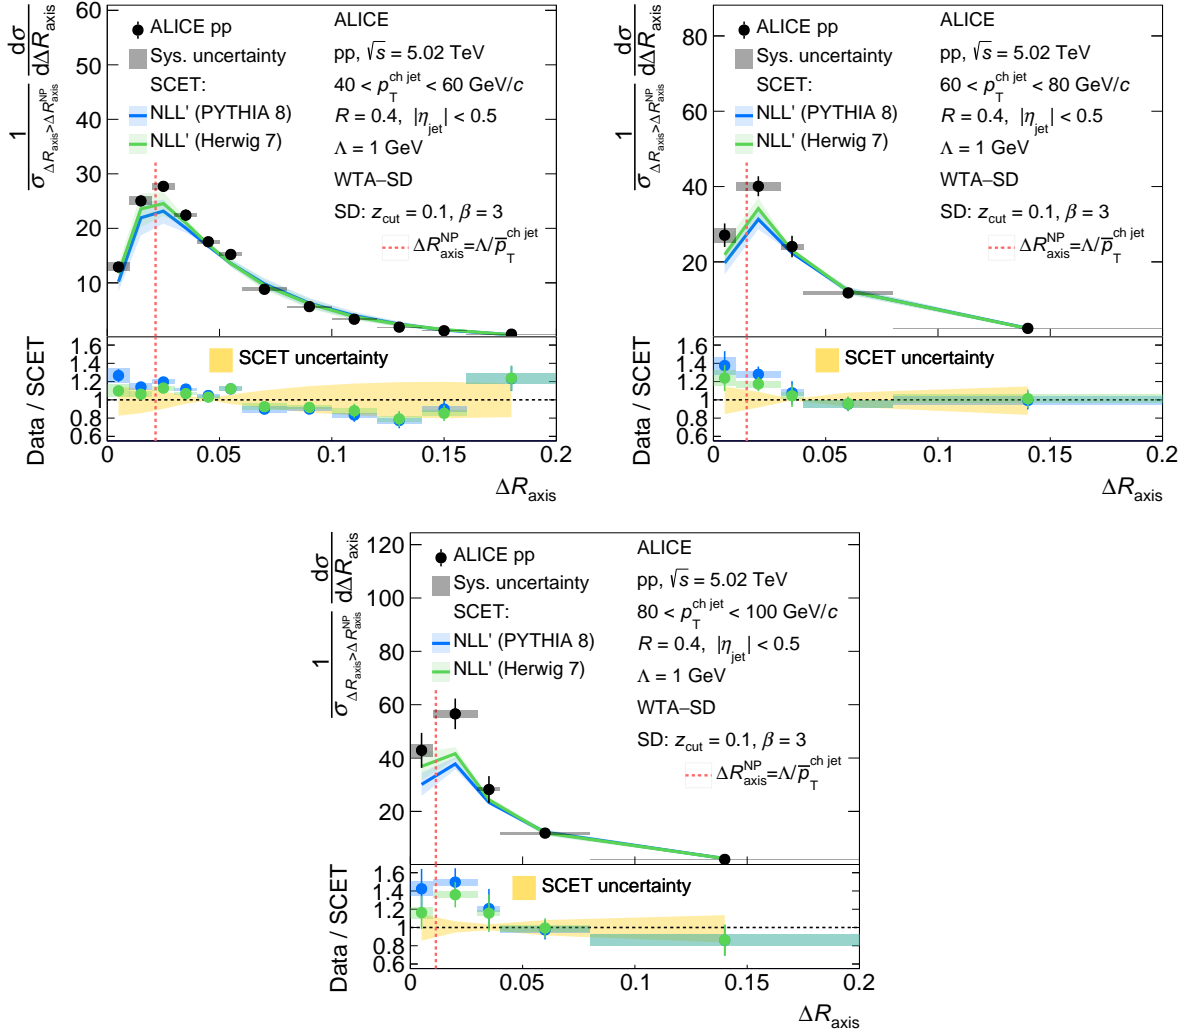 60
50
40
30
20
10
1
σ ΔR_axis>ΔR_axis^NP
dσ
dΔR_axis
ALICE pp
Sys. uncertainty
SCET:
NLL' (PYTHIA 8)
NLL' (Herwig 7)
ALICE
pp, √s = 5.02 TeV
40 < p_T^ch jet < 60 GeV/c
R = 0.4, |η_jet| < 0.5
Λ = 1 GeV
WTA–SD
SD: z_cut = 0.1, β = 3
ΔR_axis^NP=Λ/p̅_T^ch jet
Data / SCET
1.6
1.4
1.2
1
0.8
0.6
SCET uncertainty
0 0.05 0.1 0.15 0.2
ΔR_axis
80
60
40
20
1
σ ΔR_axis>ΔR_axis^NP
dσ
dΔR_axis
ALICE pp
Sys. uncertainty
SCET:
NLL' (PYTHIA 8)
NLL' (Herwig 7)
ALICE
pp, √s = 5.02 TeV
60 < p_T^ch jet < 80 GeV/c
R = 0.4, |η_jet| < 0.5
Λ = 1 GeV
WTA–SD
SD: z_cut = 0.1, β = 3
ΔR_axis^NP=Λ/p̅_T^ch jet
Data / SCET
1.6
1.4
1.2
1
0.8
0.6
SCET uncertainty
0 0.05 0.1 0.15 0.2
ΔR_axis
120
100
80
60
40
20
1
σ ΔR_axis>ΔR_axis^NP
dσ
dΔR_axis
ALICE pp
Sys. uncertainty
SCET:
NLL' (PYTHIA 8)
NLL' (Herwig 7)
ALICE
pp, √s = 5.02 TeV
80 < p_T^ch jet < 100 GeV/c
R = 0.4, |η_jet| < 0.5
Λ = 1 GeV
WTA–SD
SD: z_cut = 0.1, β = 3
ΔR_axis^NP=Λ/p̅_T^ch jet
Data / SCET
1.6
1.4
1.2
1
0.8
0.6
SCET uncertainty
0 0.05 0.1 0.15 0.2
ΔR_axis